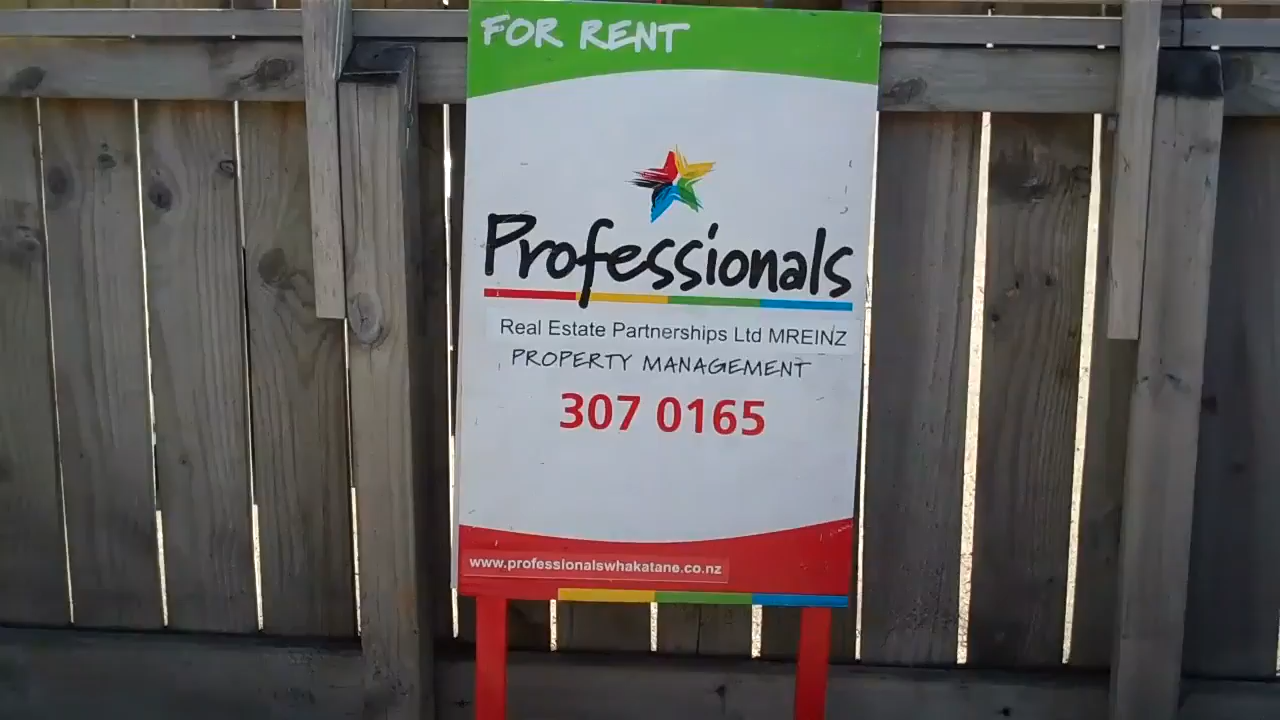 FOR RENT
Professionals
Real Estate Partnerships Ltd MREINZ
PROPERTY MANAGEMENT
307 0165
www.professionalswhakatane.co.nz